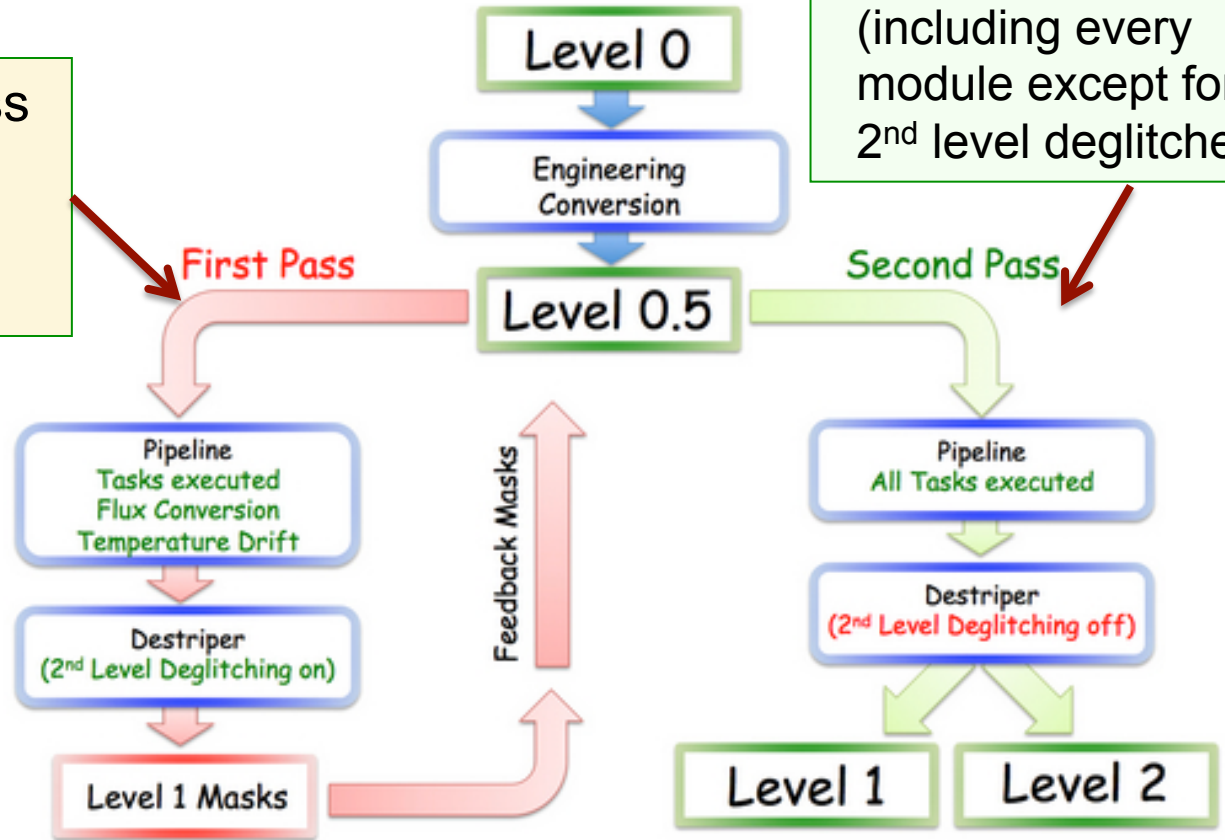 (including every
module except for
2nd level deglitche
Level 0
Engineering
Conversion
First Pass
Second Pass
Level 0.5
Pipeline
Tasks executed
Flux Conversion
Temperature Drift
Feedback Masks
Pipeline
All Tasks executed
Destriper
(2nd Level Deglitching on)
Destriper
(2nd Level Deglitching off)
Level 1 Masks
Level 1
Level 2